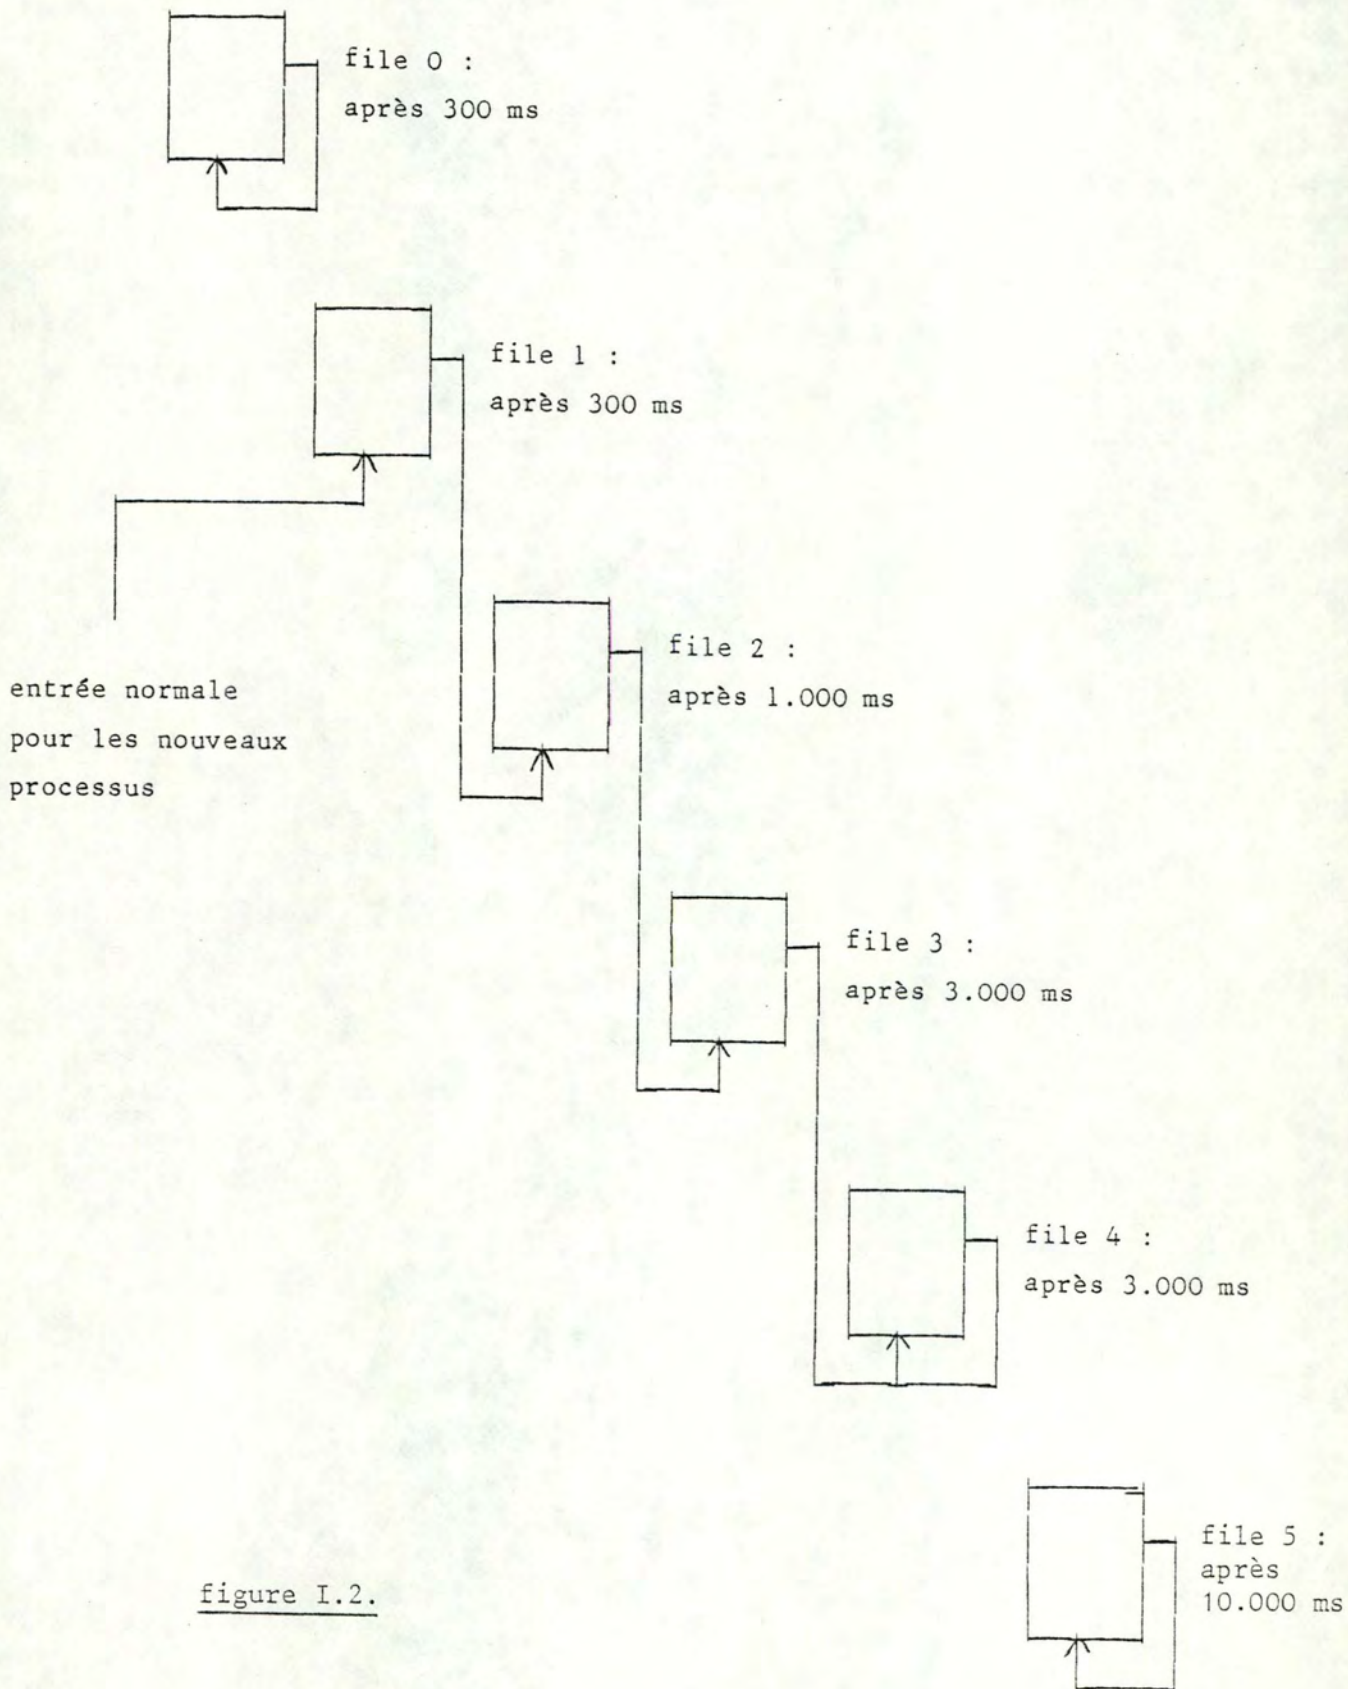 file 0 :
après 300 ms
file 1 :
après 300 ms
file 2 :
après 1.000 ms
entrée normale
pour les nouveaux
processus
file 3 :
après 3.000 ms
file 4 :
après 3.000 ms
file 5 :
après
10.000 ms
figure I.2.